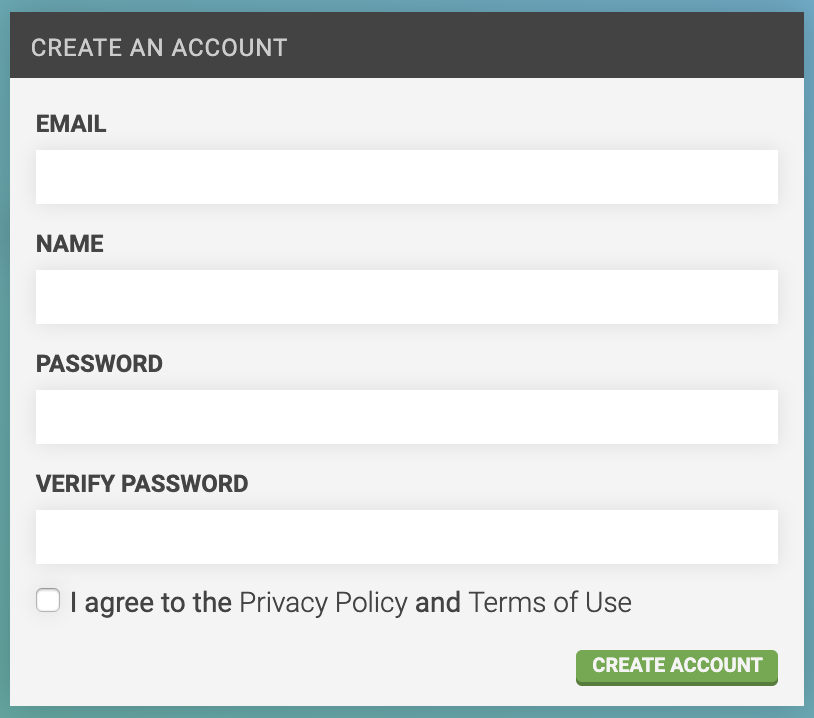 CREATE AN ACCOUNT
EMAIL
NAME
PASSWORD
VERIFY PASSWORD
I agree to the Privacy Policy and Terms of Use
CREATE ACCOUNT